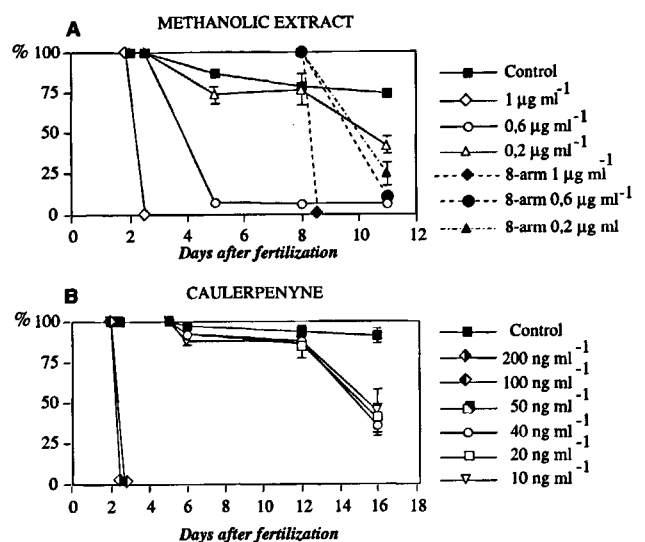 A
METHANOLIC EXTRACT
%
100
75
50
25
0
0 2 4 6 8 10 12
Days after fertilization
Control
1 µg ml-1
0,6 µg ml-1
0,2 µg ml-1
8-arm 1 µg ml-1
8-arm 0,6 µg ml-1
8-arm 0,2 µg ml
B
CAULERPENYNE
%
100
75
50
25
0
0 2 4 6 8 10 12 14 16 18
Days after fertilization
Control
200 ng ml-1
100 ng ml-1
50 ng ml-1
40 ng ml-1
20 ng ml-1
10 ng ml-1